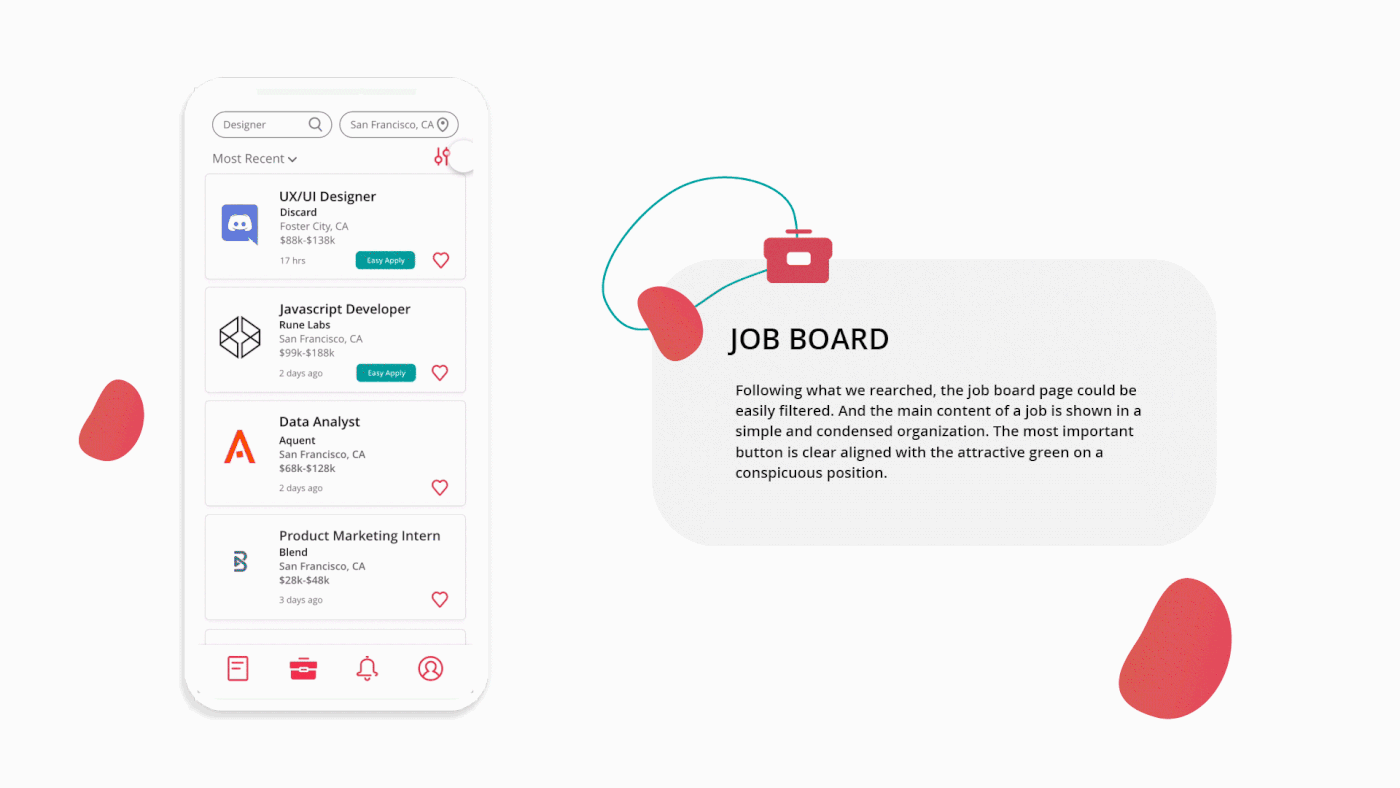 Designer
San Francisco, CA
Most Recent
UX/UI Designer
Discard
Foster City, CA
$88k-$138k
17 hrs
Easy Apply
Javascript Developer
Rune Labs
San Francisco, CA
$99k-$188k
2 days ago
Easy Apply
Data Analyst
Aquent
San Francisco, CA
$68k-$128k
2 days ago
Product Marketing Intern
Blend
San Francisco, CA
$28k-$48k
3 days ago
JOB BOARD
Following what we rearched, the job board page could be
easily filtered. And the main content of a job is shown in a
simple and condensed organization. The most important
button is clear aligned with the attractive green on a
conspicuous position.